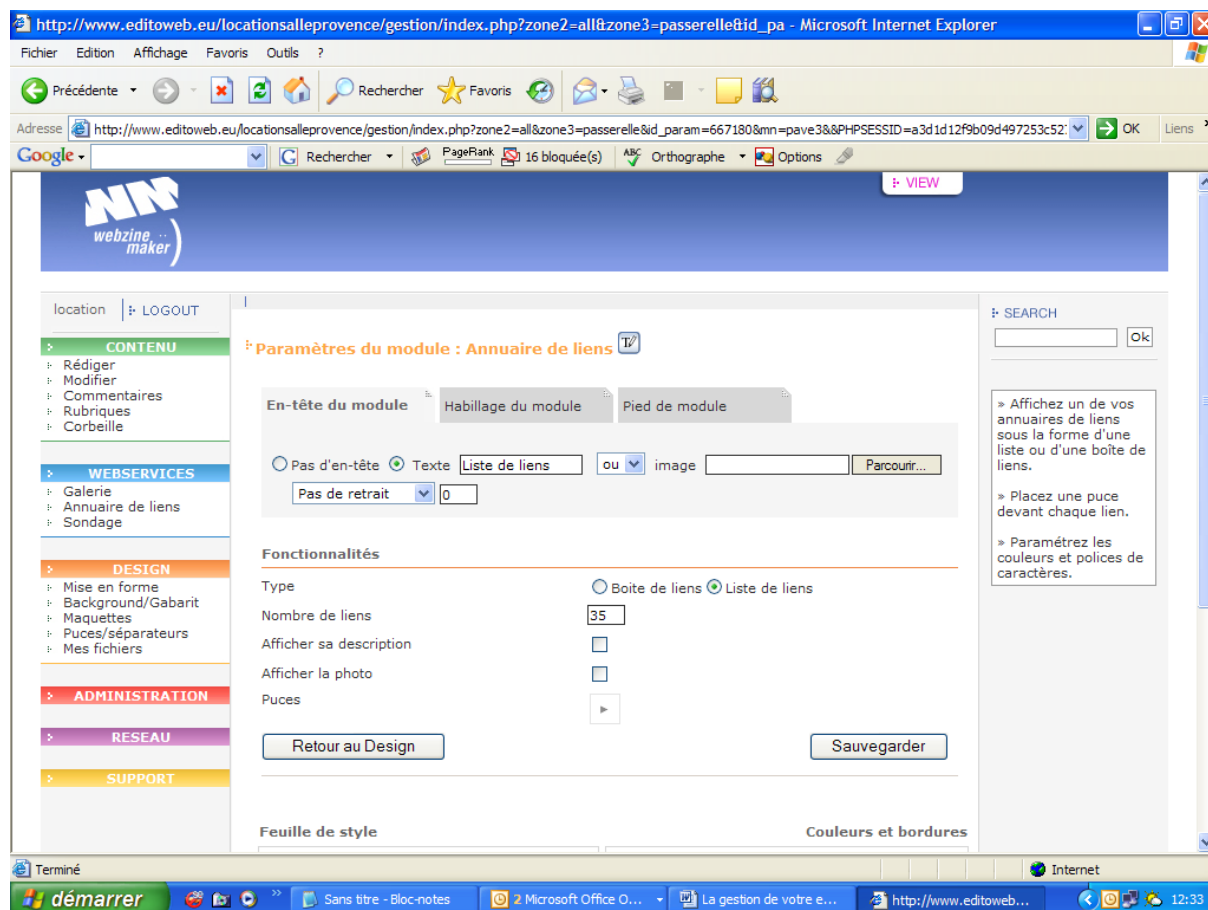 http://www.editoweb.eu/locationsalleprovence/gestion/index.php?zone2=all&zone3=passerelle&id_pa - Microsoft Internet Explorer
Fichier Edition Affichage Favoris Outils ?
Précédente Rechercher Favoris
Adresse http://www.editoweb.eu/locationsalleprovence/gestion/index.php?zone2=all&zone3=passerelle&id_param=667180&mn=pave3&&PHPSESSID=a3d1d12f9b09d497253c52 OK Liens »
Google Rechercher PageRank 16 bloquée(s) ABC Orthographe Options
VIEW
webzine
maker
location LOGOUT
SEARCH
Ok
CONTENU
Rédiger
Modifier
Commentaires
Rubriques
Corbeille
WEBSERVICES
Galerie
Annuaire de liens
Sondage
DESIGN
Mise en forme
Background/Gabarit
Maquettes
Puces/séparateurs
Mes fichiers
ADMINISTRATION
RESEAU
SUPPORT
Paramètres du module : Annuaire de liens
En-tête du module Habillage du module Pied de module
Pas d'en-tête Texte Liste de liens ou image Parcourir...
Pas de retrait 0
Fonctionnalités
Type Boite de liens Liste de liens
Nombre de liens 35
Afficher sa description
Afficher la photo
Puces
Retour au Design Sauvegarder
Feuille de style Couleurs et bordures
» Affichez un de vos
annuaires de liens
sous la forme d'une
liste ou d'une boîte de
liens.
» Placez une puce
devant chaque lien.
» Paramétrez les
couleurs et polices de
caractères.
Terminé Internet
démarrer » Sans titre - Bloc-notes 2 Microsoft Office O... La gestion de votre e... http://www.editoweb... 12:33